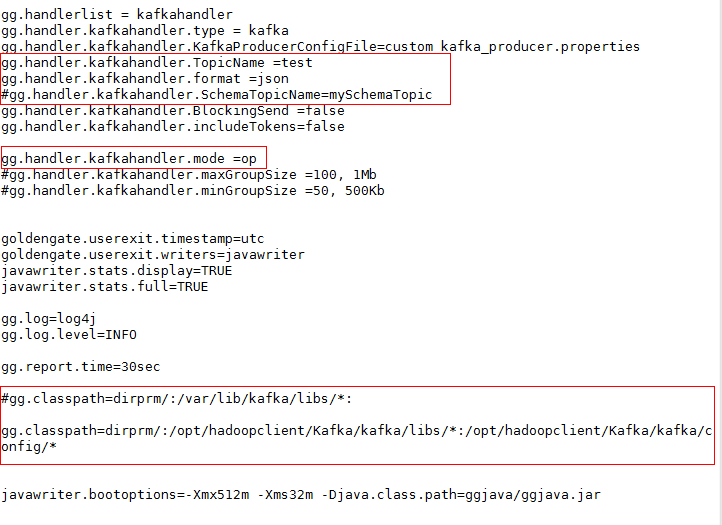 gg.handlerlist = kafkahandler
gg.handler.kafkahandler.type = kafka
gg.handler.kafkahandler.KafkaProducerConfigFile=custom_kafka_producer.properties
gg.handler.kafkahandler.TopicName =test
gg.handler.kafkahandler.format =json
#gg.handler.kafkahandler.SchemaTopicName=mySchemaTopic
gg.handler.kafkahandler.BlockingSend =false
gg.handler.kafkahandler.includeTokens=false
gg.handler.kafkahandler.mode =op
#gg.handler.kafkahandler.maxGroupSize =100, 1Mb
#gg.handler.kafkahandler.minGroupSize =50, 500Kb
goldengate.userexit.timestamp=utc
goldengate.userexit.writers=javawriter
javawriter.stats.display=TRUE
javawriter.stats.full=TRUE
gg.log=log4j
gg.log.level=INFO
gg.report.time=30sec
#gg.classpath=dirprm/:/var/lib/kafka/libs/*:
gg.classpath=dirprm/:/opt/hadoopclient/Kafka/kafka/libs/*:/opt/hadoopclient/Kafka/kafka/c
onfig/*
javawriter.bootoptions=-Xmx512m -Xms32m -Djava.class.path=ggjava/ggjava.jar